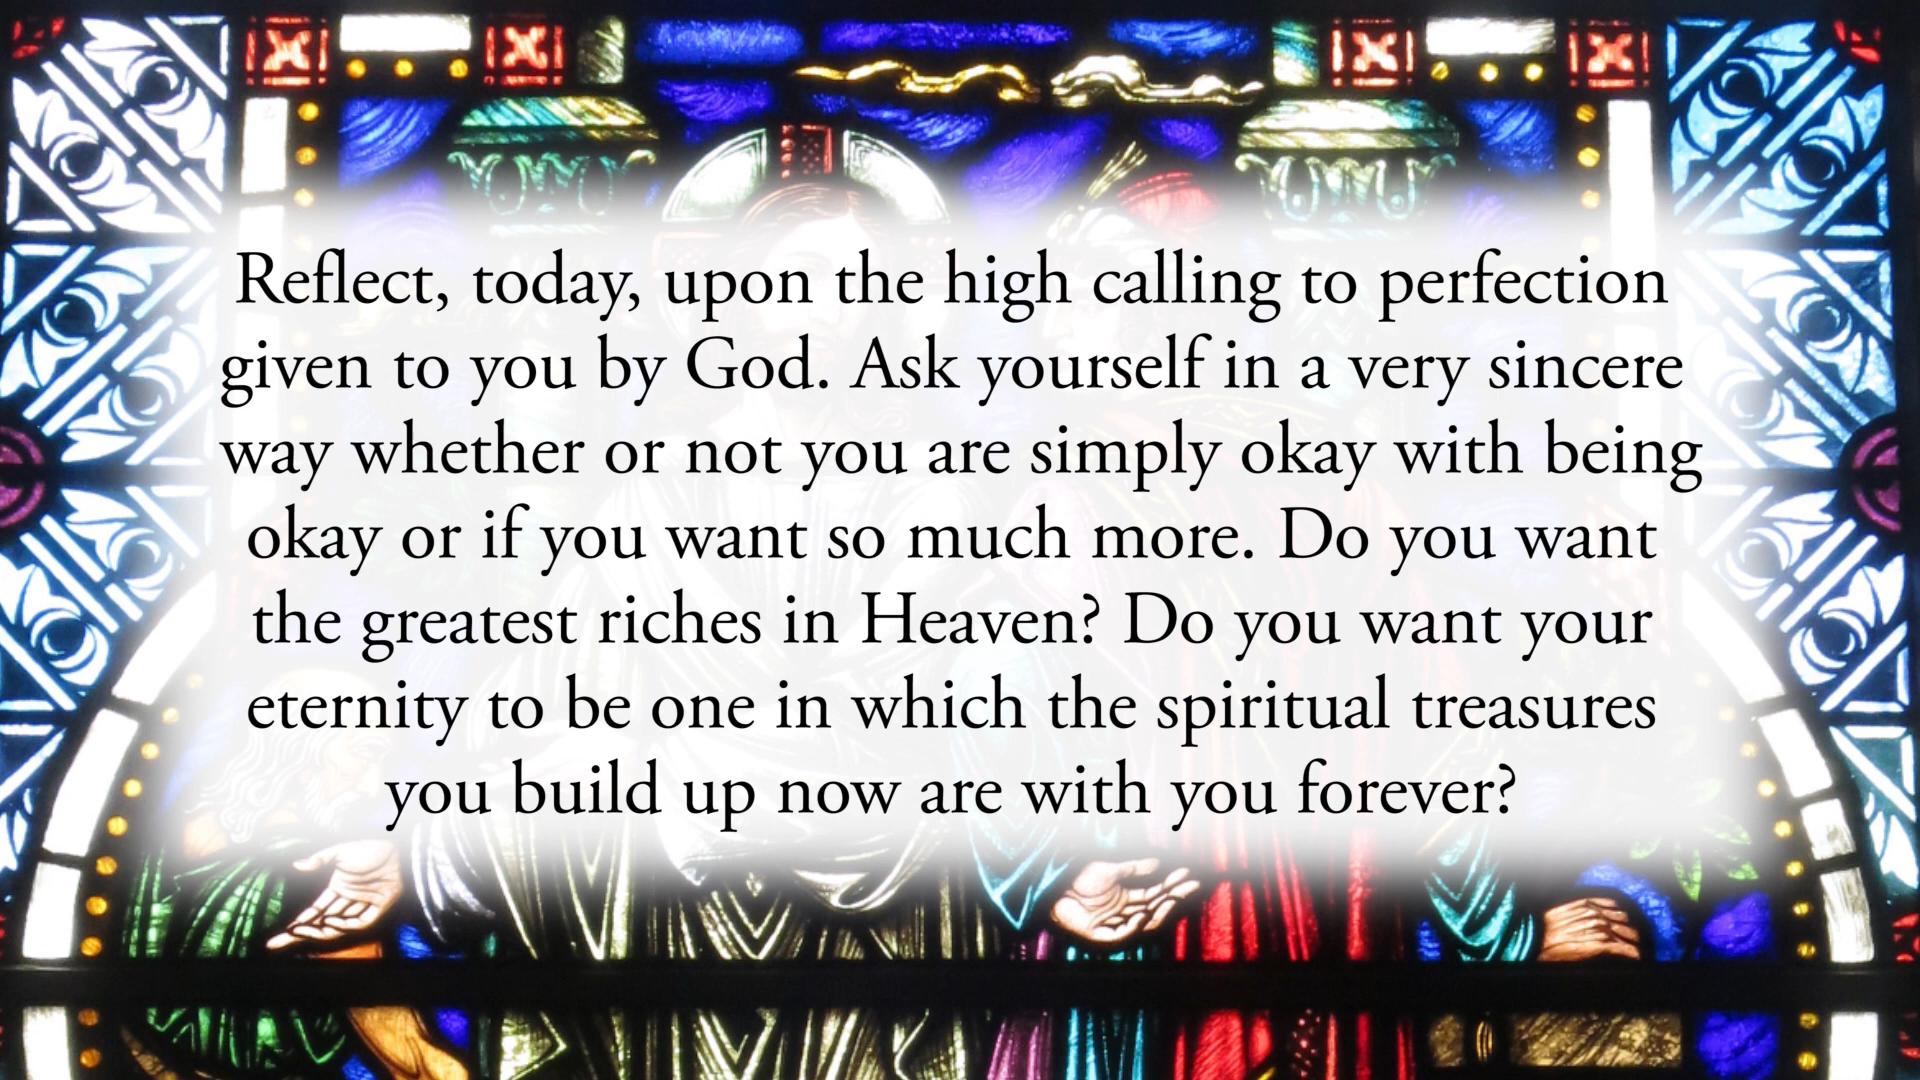 Reflect, today, upon the high calling to perfection
given to you by God. Ask yourself in a very sincere
way whether or not you are simply okay with being
okay or if you want so much more. Do you want
the greatest riches in Heaven? Do you want your
eternity to be one in which the spiritual treasures
you build up now are with you forever?